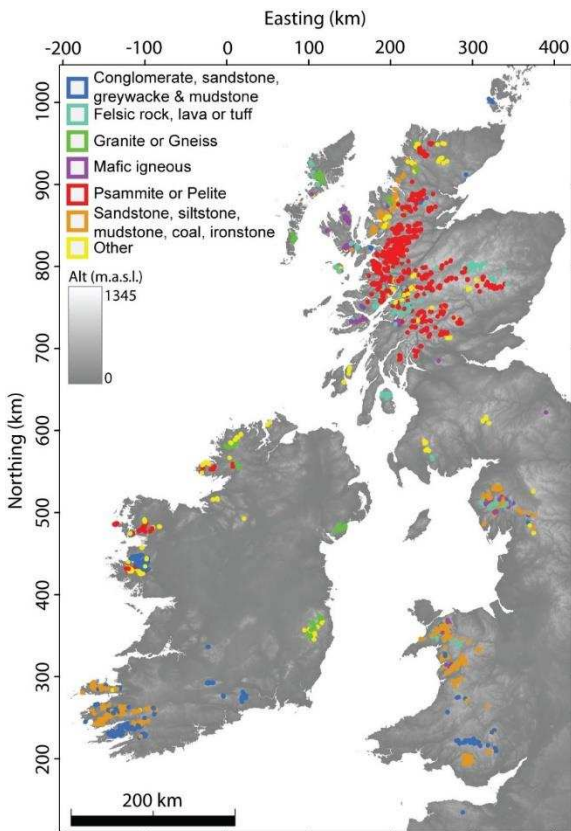 Easting (km)
-200 -100 0 100 200 300 400
Conglomerate, sandstone,
greywacke & mudstone
Felsic rock, lava or tuff
Granite or Gneiss
Mafic igneous
Psammite or Pelite
Sandstone, siltstone,
mudstone, coal, ironstone
Other
Alt (m.a.s.l.)
1345
0
Northing (km)
1000
900
800
700
600
500
400
300
200
200 km